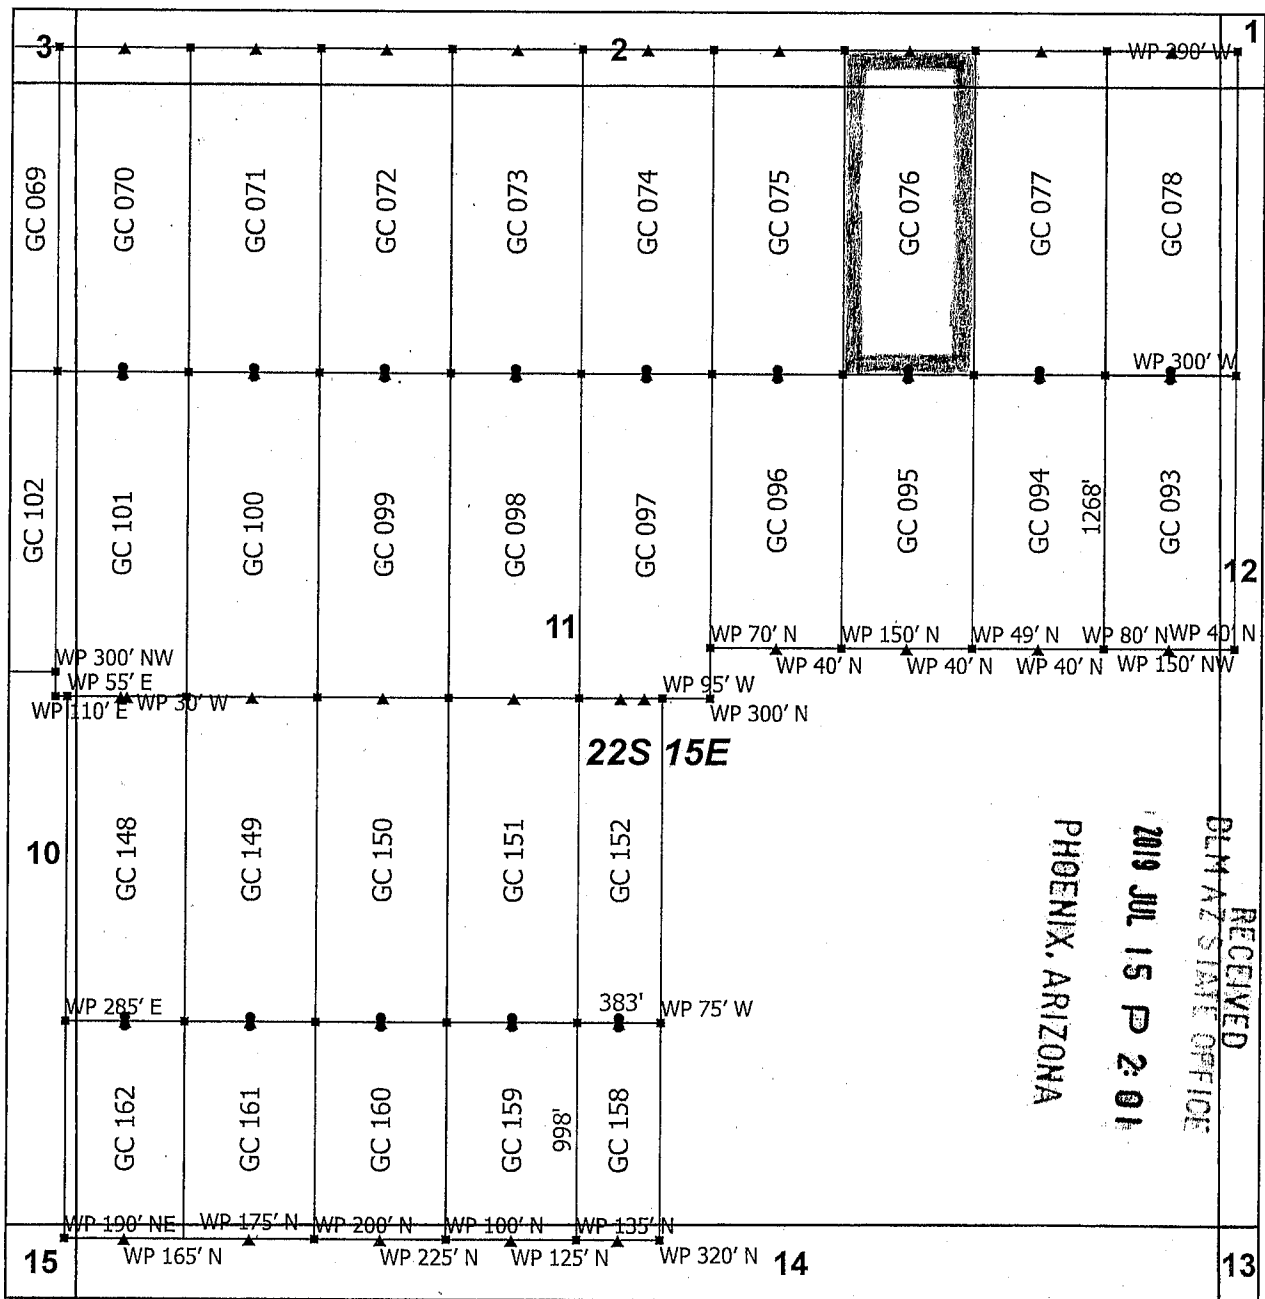 3
2
1
WP 290' W
GC 069
GC 070
GC 071
GC 072
GC 073
GC 074
GC 075
GC 076
GC 077
GC 078
WP 300' W
GC 102
GC 101
GC 100
GC 099
GC 098
GC 097
GC 096
GC 095
GC 094
1268'
GC 093
12
11
WP 70' N
WP 150' N
WP 49' N
WP 80' N
WP 40' N
WP 40' N
WP 40' N
WP 40' N
WP 150' NW
WP 300' NW
WP 55' E
WP 110' E
WP 30' W
WP 95' W
WP 300' N
22S 15E
10
GC 148
GC 149
GC 150
GC 151
GC 152
RECEIVED
BLM AZ STATE OFFICE
2019 JUL 15 P 2:01
PHOENIX, ARIZONA
WP 285' E
383'
WP 75' W
GC 162
GC 161
GC 160
GC 159
998'
GC 158
WP 190' NE
WP 175' N
WP 200' N
WP 100' N
WP 135' N
WP 165' N
WP 225' N
WP 125' N
WP 320' N
15
14
13